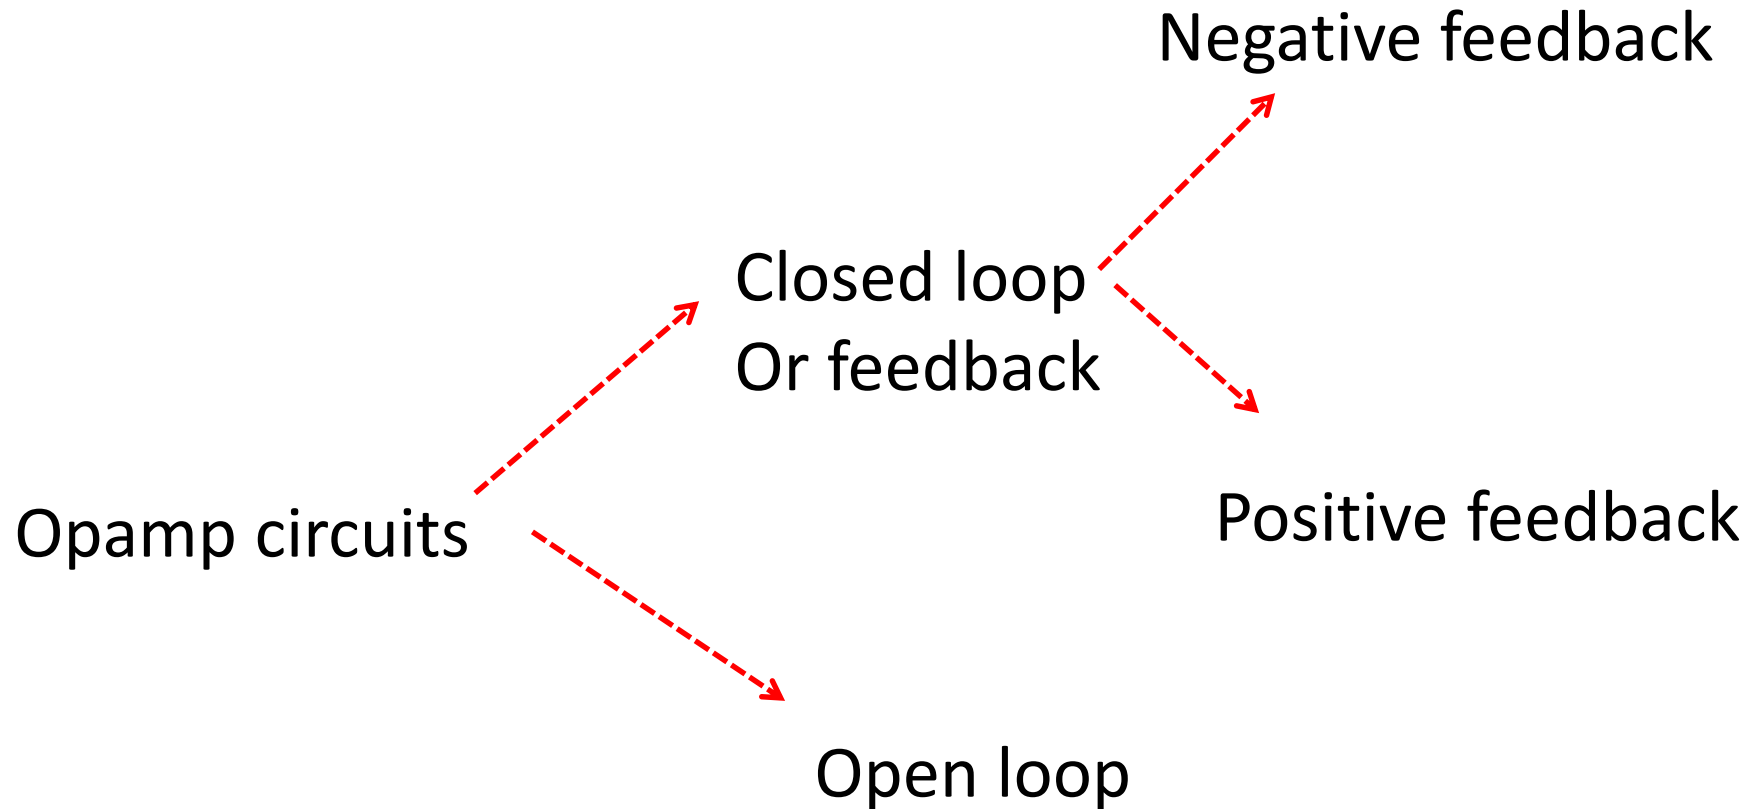 Negative feedback
Closed loop
Or feedback
Opamp circuits
Positive feedback
Open loop